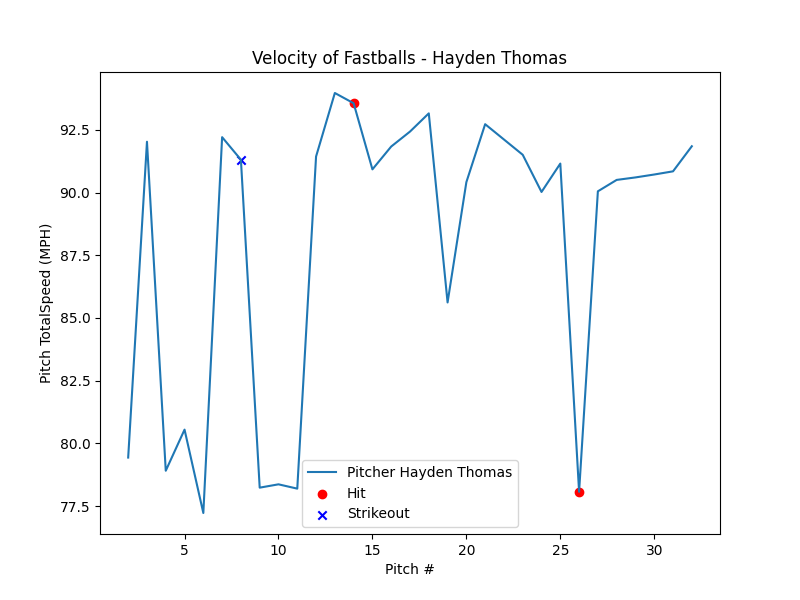 Velocity of Fastballs - Hayden Thomas
Pitch TotalSpeed (MPH)
92.5
90.0
87.5
85.0
82.5
80.0
77.5
Pitcher Hayden Thomas
Hit
Strikeout
5 10 15 20 25 30
Pitch #